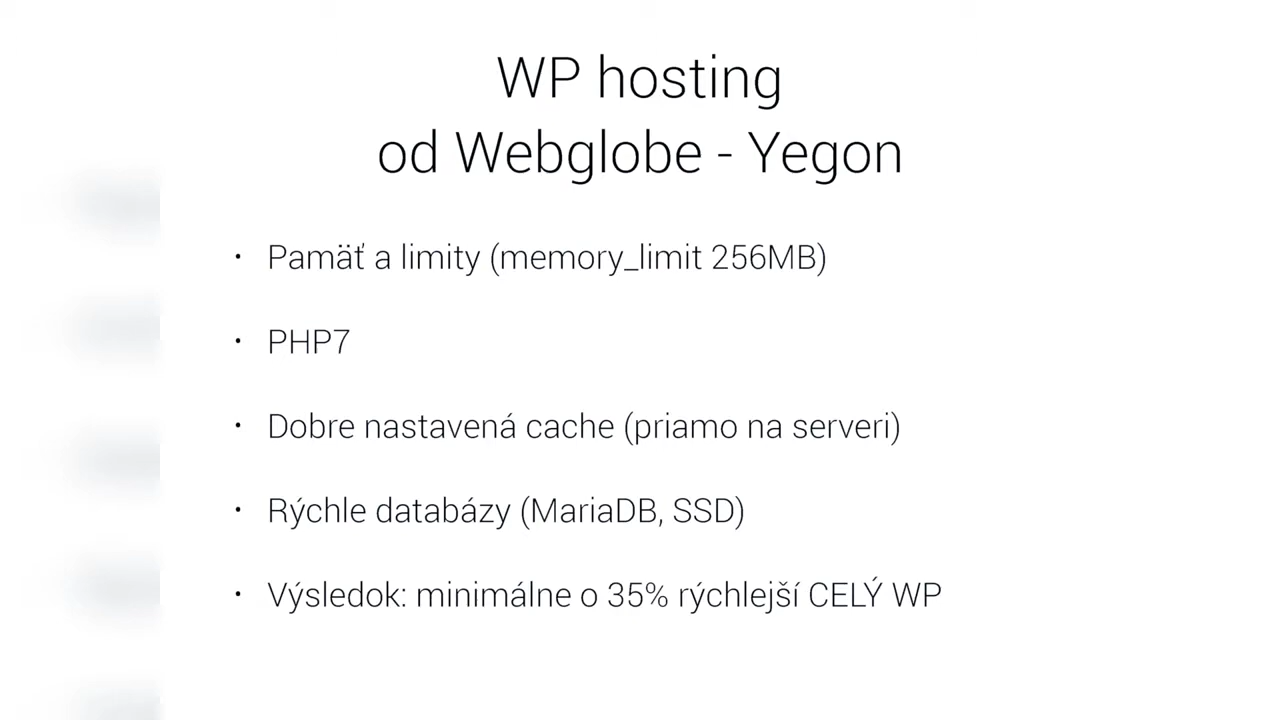 WP hosting
od Webglobe - Yegon
• Pamäť a limity (memory_limit 256MB)
• PHP7
• Dobre nastavená cache (priamo na serveri)
• Rýchle databázy (MariaDB, SSD)
• Výsledok: minimálne o 35% rýchlejší CELÝ WP